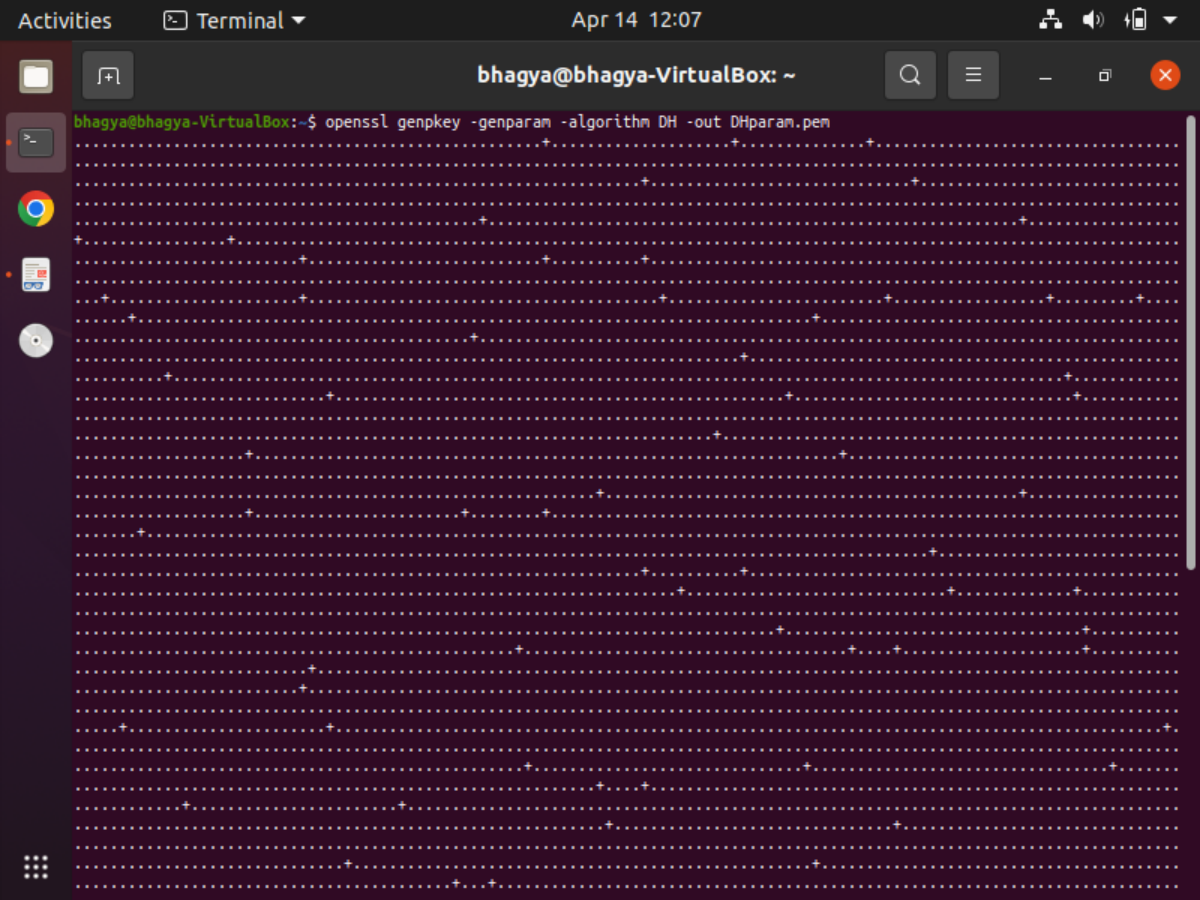 Activities
Terminal
Apr 14 12:07
bhagya@bhagya-VirtualBox: ~
bhagya@bhagya-VirtualBox:~$ openssl genpkey -genparam -algorithm DH -out DHparam.pem